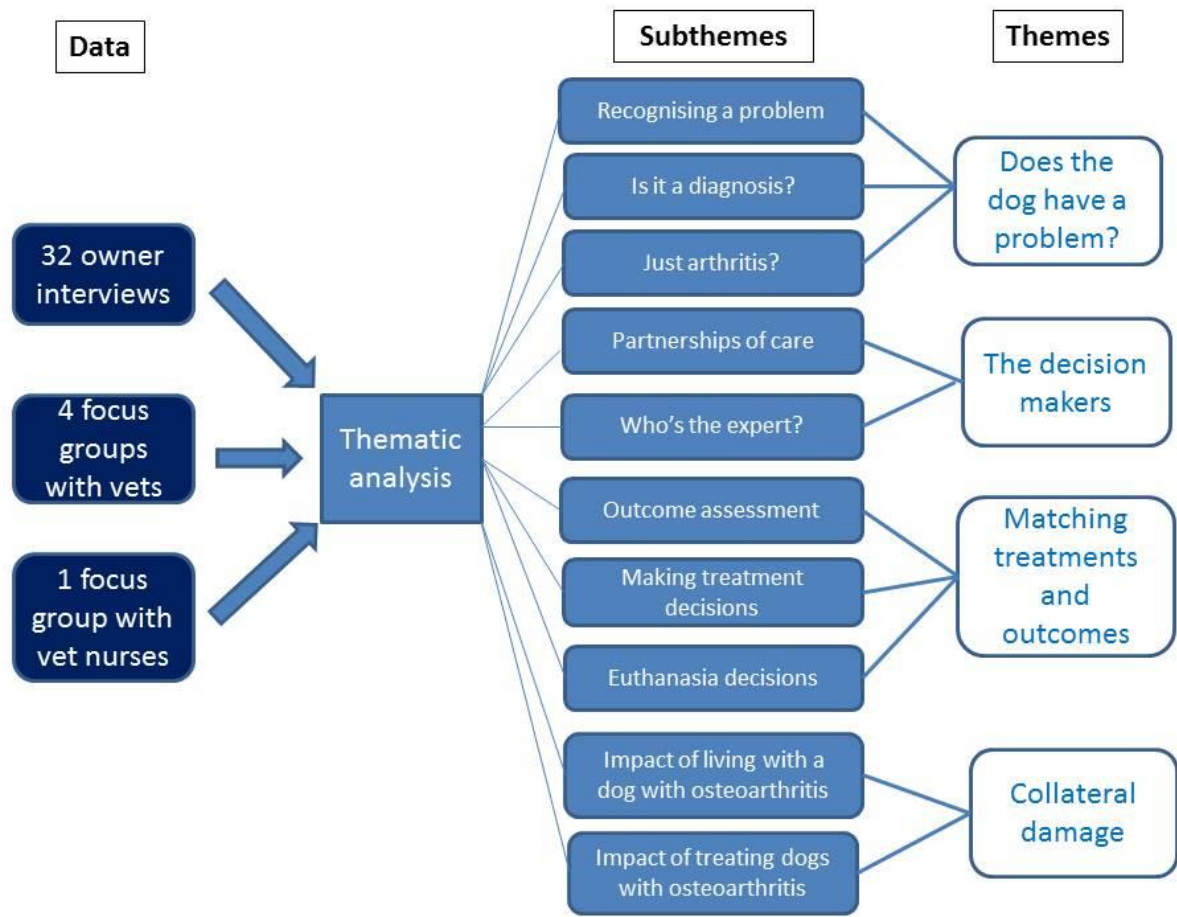 Data
Subthemes
Themes
32 owner
interviews
4 focus
groups
with vets
1 focus
group with
vet nurses
Thematic
analysis
Recognising a problem
Is it a diagnosis?
Just arthritis?
Partnerships of care
Who's the expert?
Outcome assessment
Making treatment
decisions
Euthanasia decisions
Impact of living with a
dog with osteoarthritis
Impact of treating dogs
with osteoarthritis
Does the
dog have a
problem?
The decision
makers
Matching
treatments
and
outcomes
Collateral
damage